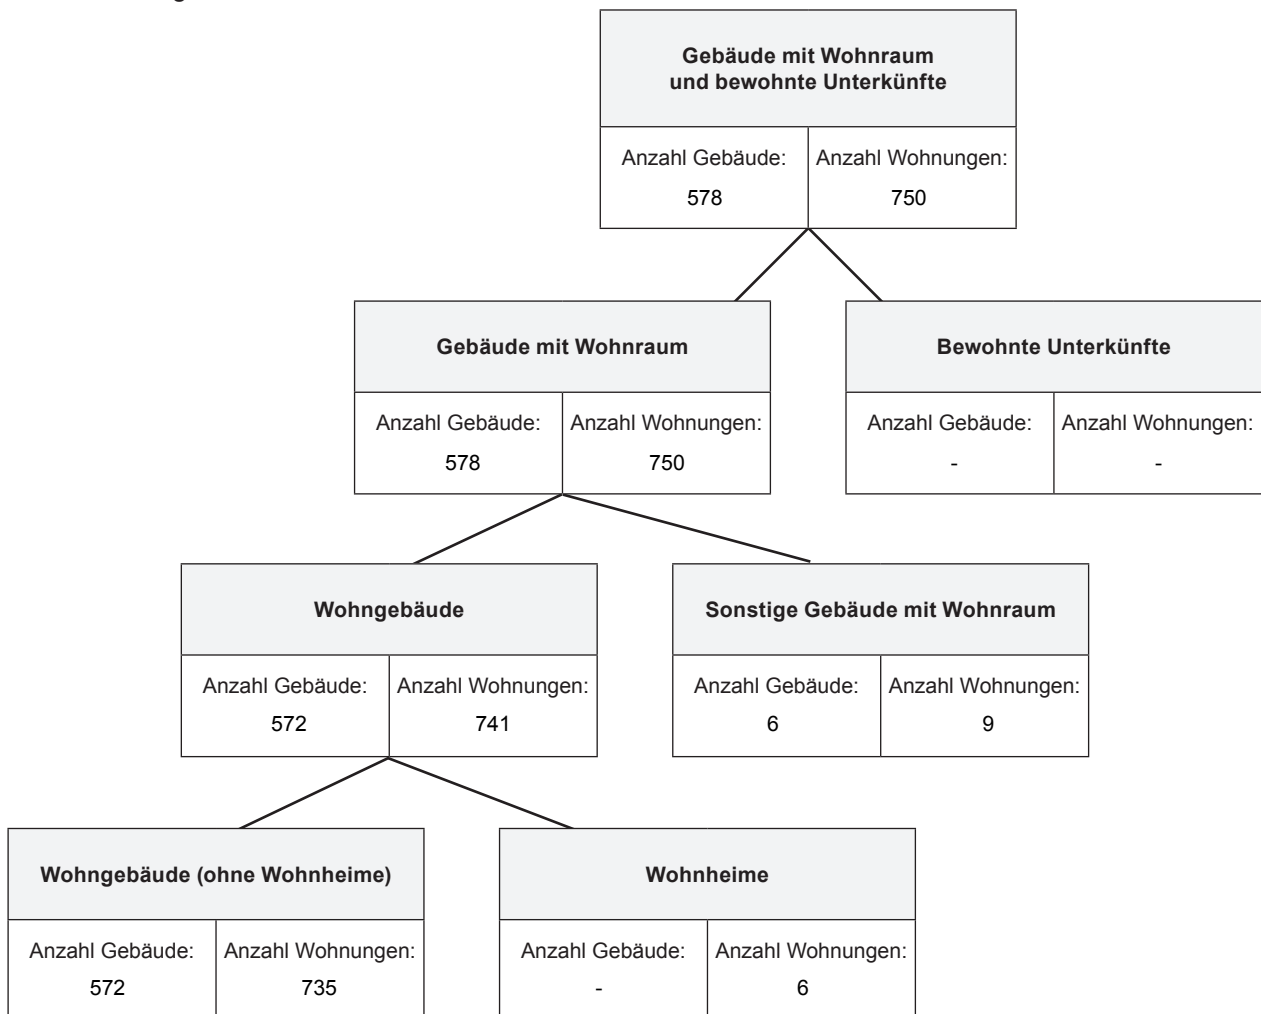 Gebäude mit Wohnraum
und bewohnte Unterkünfte
Anzahl Gebäude: Anzahl Wohnungen:
578 750
Gebäude mit Wohnraum
Anzahl Gebäude: Anzahl Wohnungen:
578 750
Bewohnte Unterkünfte
Anzahl Gebäude: Anzahl Wohnungen:
- -
Wohngebäude
Anzahl Gebäude: Anzahl Wohnungen:
572 741
Sonstige Gebäude mit Wohnraum
Anzahl Gebäude: Anzahl Wohnungen:
6 9
Wohngebäude (ohne Wohnheime)
Anzahl Gebäude: Anzahl Wohnungen:
572 735
Wohnheime
Anzahl Gebäude: Anzahl Wohnungen:
- 6